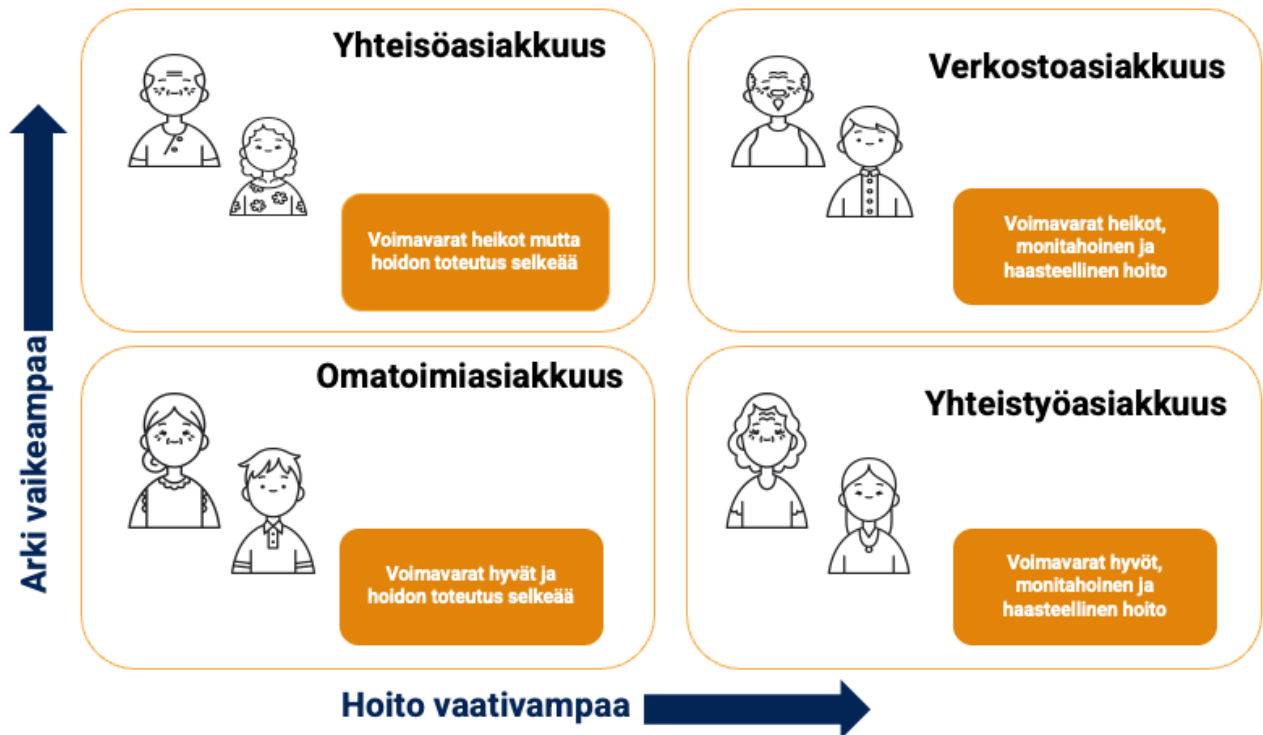 Yhteisöasiakkuus
Voimavarat heikot mutta
hoidon toteutus selkeää
Verkostoasiakkuus
Voimavarat heikot,
monitahoinen ja
haasteellinen hoito
Omatoimiasiakkuus
Voimavarat hyvät ja
hoidon toteutus selkeää
Yhteistyöasiakkuus
Voimavarat hyvöt,
monitahoinen ja
haasteellinen hoito
Arki vaikeampaa
Hoito vaativampaa